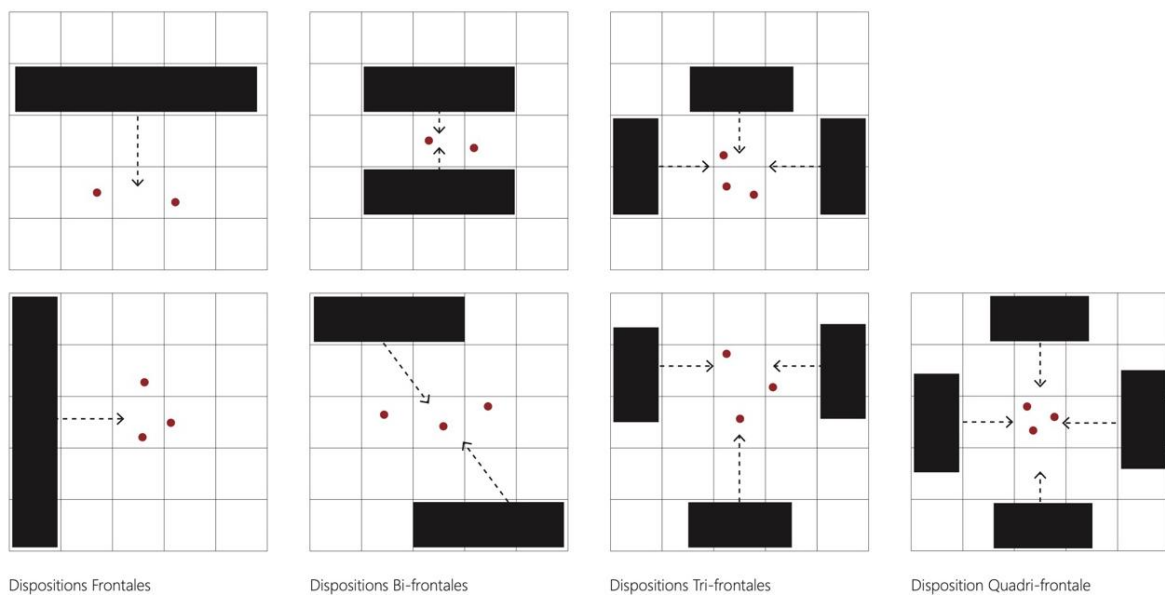 Dispositions Frontales
Dispositions Bi-frontales
Dispositions Tri-frontales
Disposition Quadri-frontale